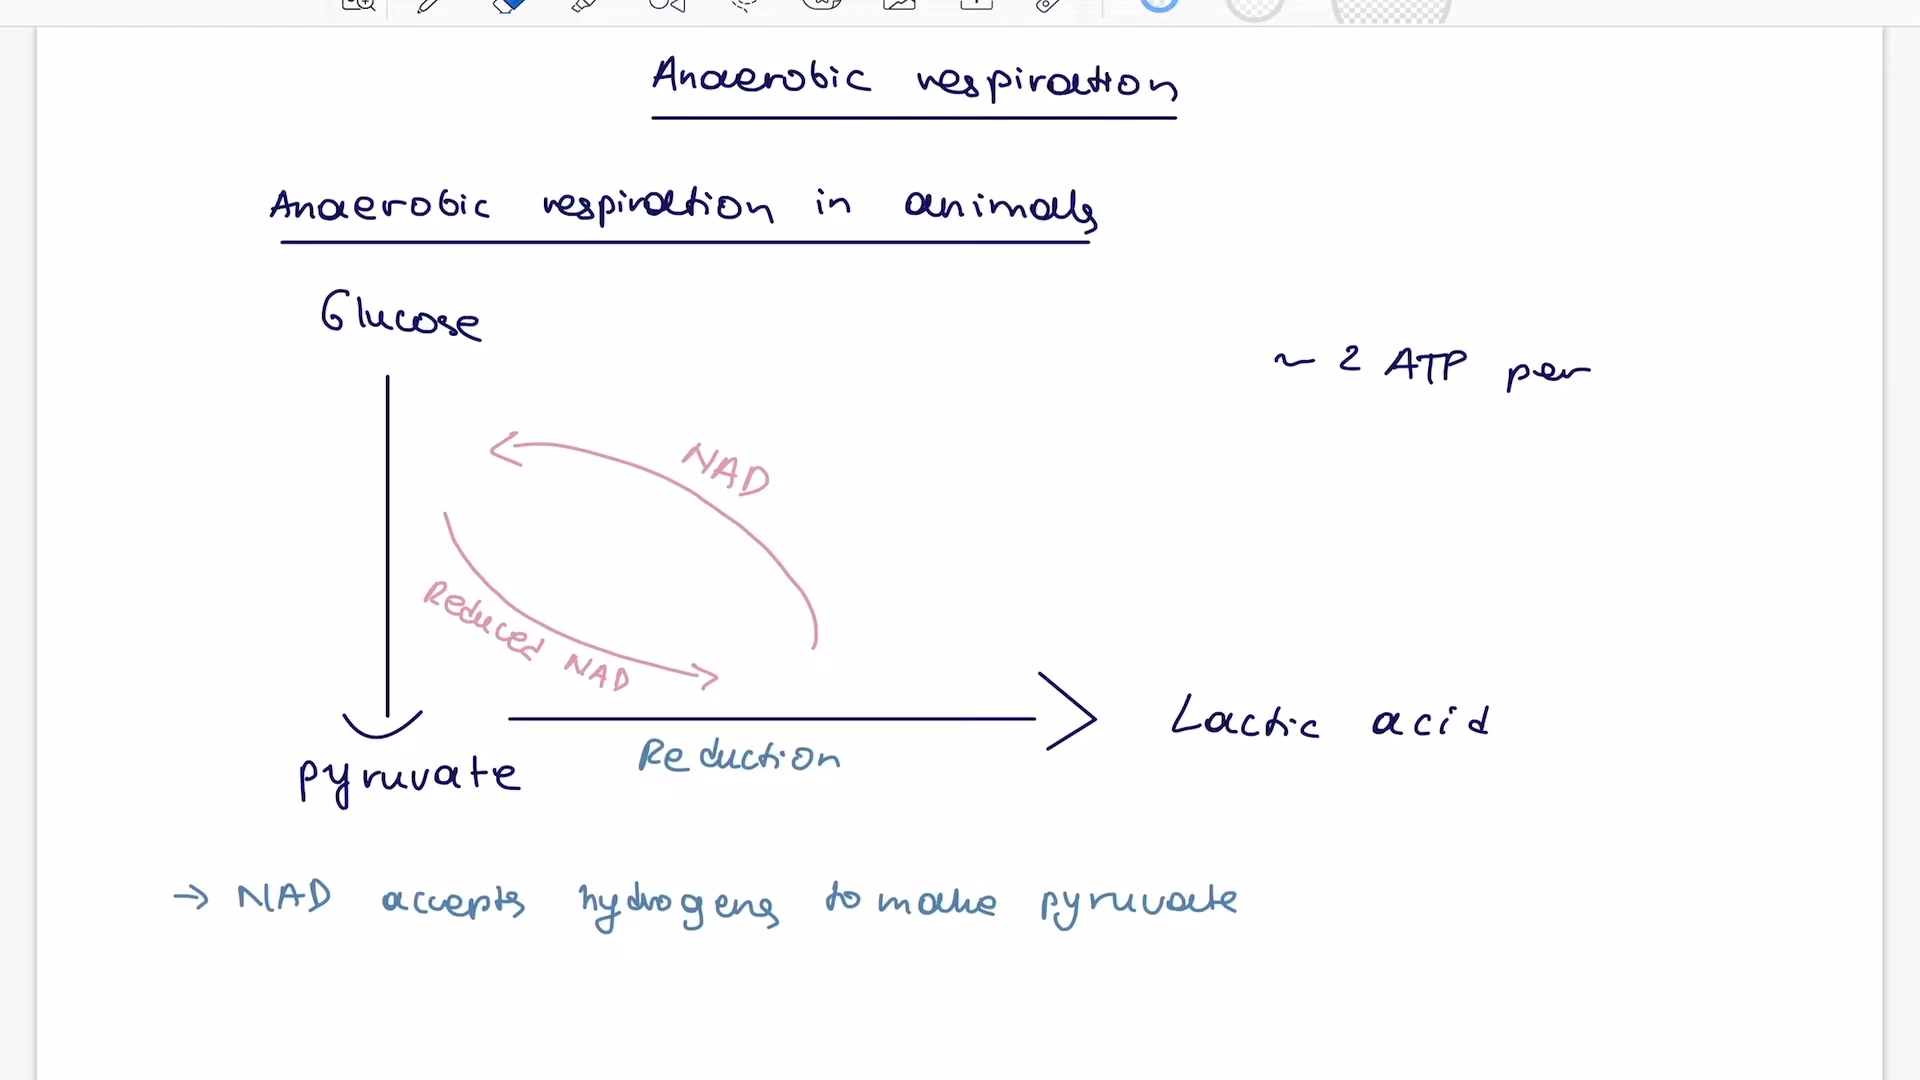 Anaerobic respiration
Anaerobic respiration in animals
Glucose
~ 2 ATP per
NAD
Reduced NAD
Lactic acid
Reduction
pyruvate
→ NAD accepts hydrogens to make pyruvate